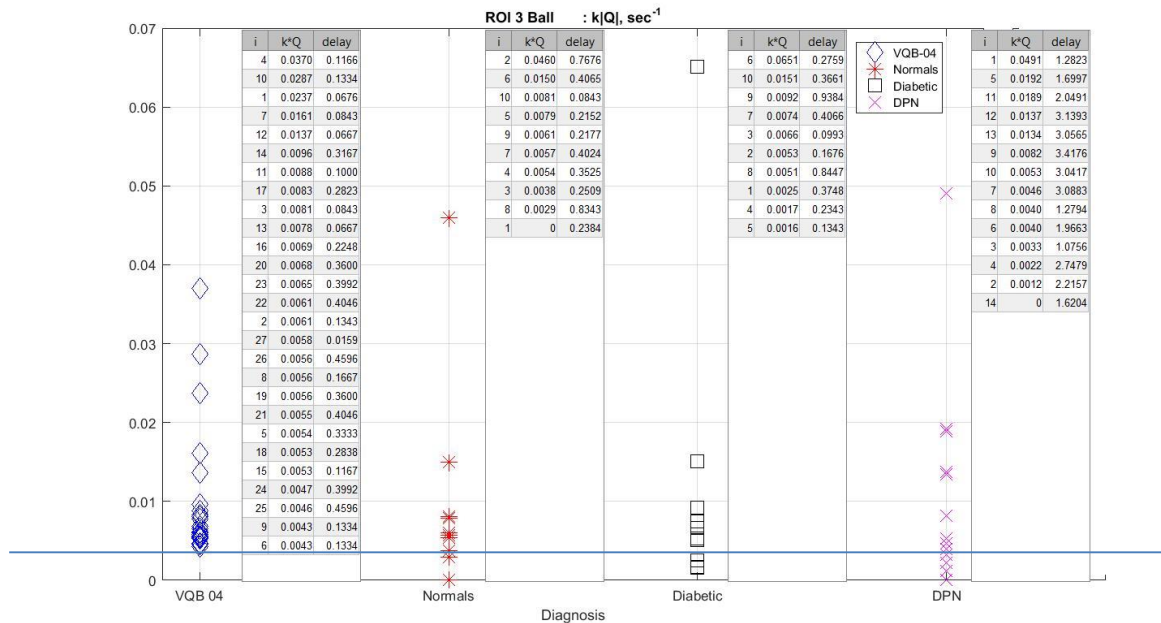 ROI 3 Ball : k|Q|, sec⁻¹
0.07
0.06
0.05
0.04
0.03
0.02
0.01
0
i k*Q delay
4 0.0370 0.1166
10 0.0287 0.1334
1 0.0237 0.0676
7 0.0161 0.0843
12 0.0137 0.0667
14 0.0096 0.3167
11 0.0088 0.1000
17 0.0083 0.2823
3 0.0081 0.0843
13 0.0078 0.0667
16 0.0069 0.2248
20 0.0068 0.3600
23 0.0065 0.3992
22 0.0061 0.4046
2 0.0061 0.1343
27 0.0058 0.0159
26 0.0056 0.4596
8 0.0056 0.1667
19 0.0056 0.3600
21 0.0055 0.4046
5 0.0054 0.3333
18 0.0053 0.2838
15 0.0053 0.1167
24 0.0047 0.3992
25 0.0046 0.4596
9 0.0043 0.1334
6 0.0043 0.1334
i k*Q delay
2 0.0460 0.7676
6 0.0150 0.4065
10 0.0081 0.0843
5 0.0079 0.2152
9 0.0061 0.2177
7 0.0057 0.4024
4 0.0054 0.3525
3 0.0038 0.2509
8 0.0029 0.8343
1 0 0.2384
i k*Q delay
6 0.0651 0.2759
10 0.0151 0.3661
9 0.0092 0.9384
7 0.0074 0.4066
3 0.0066 0.0993
2 0.0053 0.1676
8 0.0051 0.8447
1 0.0025 0.3748
4 0.0017 0.2343
5 0.0016 0.1343
VQB-04
Normals
Diabetic
DPN
i k*Q delay
1 0.0491 1.2823
5 0.0192 1.6997
11 0.0189 2.0491
12 0.0137 3.1393
13 0.0134 3.0565
9 0.0082 3.4176
10 0.0053 3.0417
7 0.0046 3.0883
8 0.0040 1.2794
6 0.0040 1.9663
3 0.0033 1.0756
4 0.0022 2.7479
2 0.0012 2.2157
14 0 1.6204
VQB 04 Normals Diabetic DPN
Diagnosis